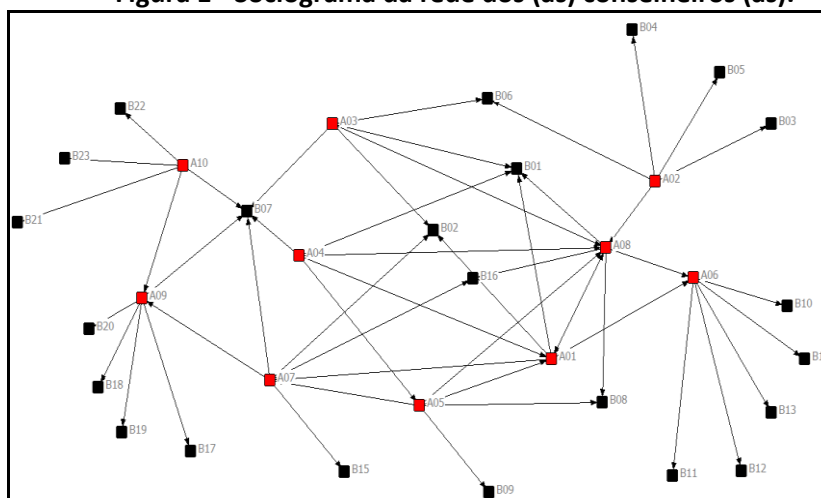 Figura 1 - Sociograma da rede dos (as) conselheiros (as).
B04
B05
B22
B06
A03
B03
B23
A10
B01
A02
B07
B21
B02
A08
A04
B16
A06
A09
B10
B20
A01
A07
B18
A05
B08
B13
B19
B17
B15
B12
B11
B09